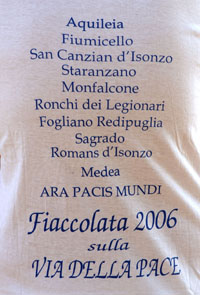 Aquileia
Fiumicello
San Canzian d'Isonzo
Staranzano
Monfalcone
Ronchi dei Legionari
Fogliano Redipuglia
Sagrado
Romans d'Isonzo
Medea
ARA PACIS MUNDI
Fiaccolata 2006
sulla
VIA DELLA PACE